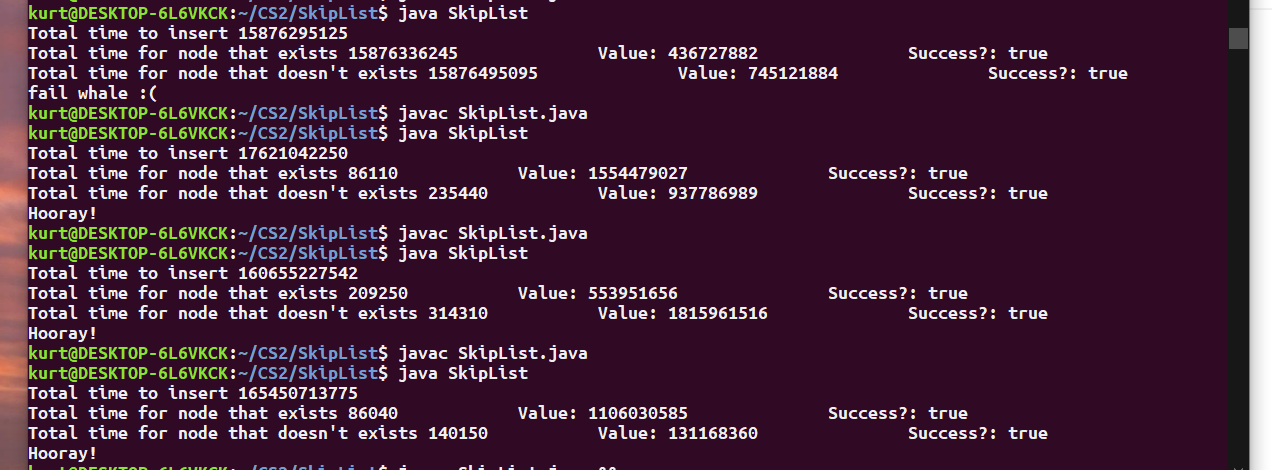 kurt@DESKTOP-6L6VKCK:~/CS2/SkipList$ java SkipList
Total time to insert 15876295125
Total time for node that exists 15876336245 Value: 436727882 Success?: true
Total time for node that doesn't exists 15876495095 Value: 745121884 Success?: true
fail whale :(
kurt@DESKTOP-6L6VKCK:~/CS2/SkipList$ javac SkipList.java
kurt@DESKTOP-6L6VKCK:~/CS2/SkipList$ java SkipList
Total time to insert 17621042250
Total time for node that exists 86110 Value: 1554479027 Success?: true
Total time for node that doesn't exists 235440 Value: 937786989 Success?: true
Hooray!
kurt@DESKTOP-6L6VKCK:~/CS2/SkipList$ javac SkipList.java
kurt@DESKTOP-6L6VKCK:~/CS2/SkipList$ java SkipList
Total time to insert 160655227542
Total time for node that exists 209250 Value: 553951656 Success?: true
Total time for node that doesn't exists 314310 Value: 1815961516 Success?: true
Hooray!
kurt@DESKTOP-6L6VKCK:~/CS2/SkipList$ javac SkipList.java
kurt@DESKTOP-6L6VKCK:~/CS2/SkipList$ java SkipList
Total time to insert 165450713775
Total time for node that exists 86040 Value: 1106030585 Success?: true
Total time for node that doesn't exists 140150 Value: 131168360 Success?: true
Hooray!